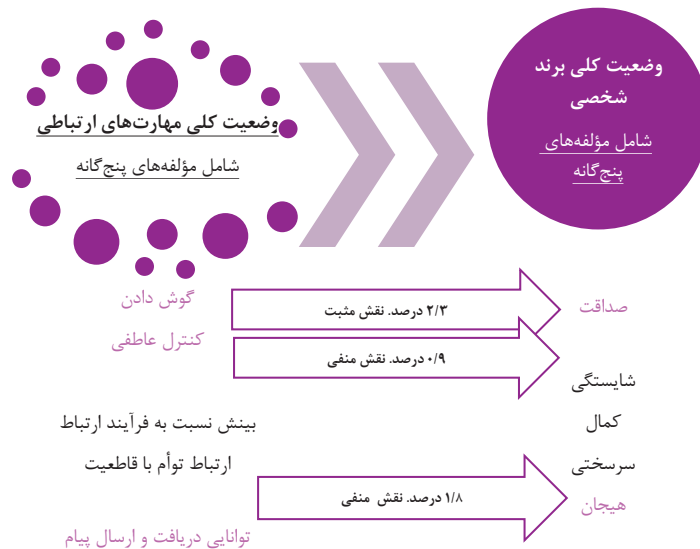 وضعیت کلی برند
شخصی
شامل مؤلفه‌های
پنج‌گانه
وضعیت کلی مهارت‌های ارتباطی
شامل مؤلفه‌های پنج‌گانه
گوش دادن
۲/۳ درصد. نقش مثبت
صداقت
کنترل عاطفی
۰/۹ درصد. نقش منفی
شایستگی
بینش نسبت به فرآیند ارتباط
کمال
ارتباط توأم با قاطعیت
سرسختی
۱/۸ درصد. نقش منفی
هیجان
توانایی دریافت و ارسال پیام